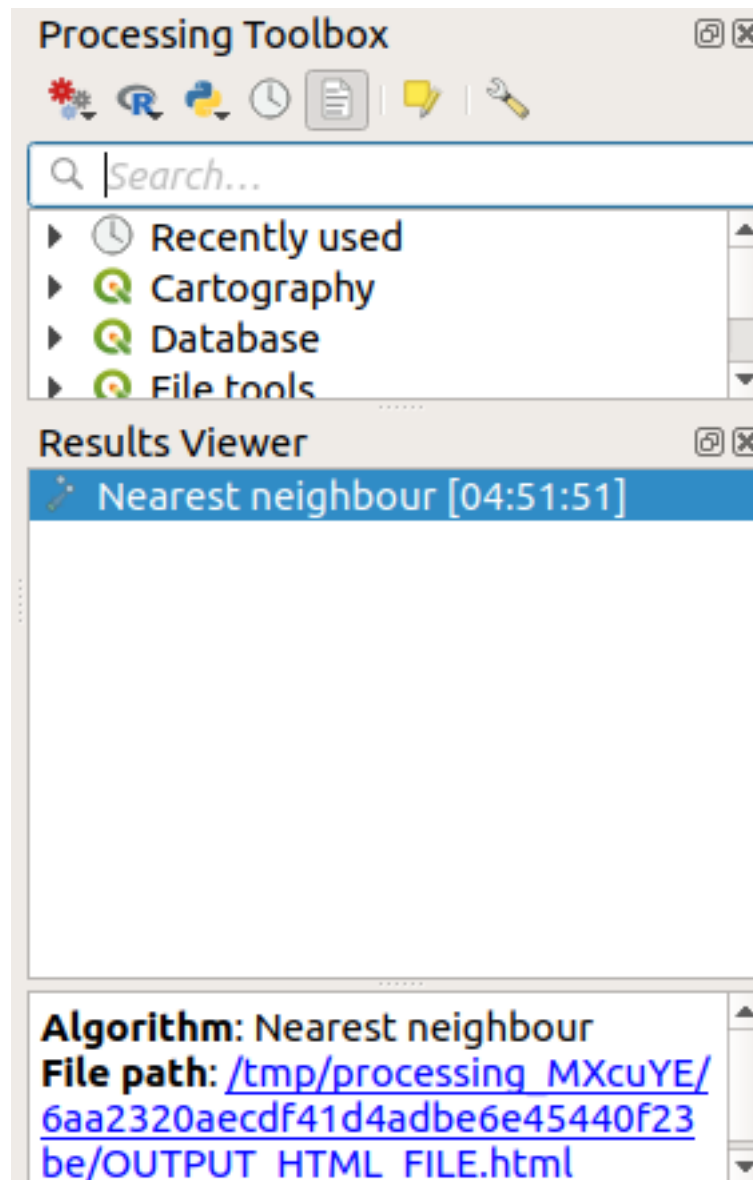 Processing Toolbox
Search...
Recently used
Cartography
Database
File tools
Results Viewer
Nearest neighbour [04:51:51]
Algorithm: Nearest neighbour
File path: /tmp/processing_MXcuYE/
6aa2320aecdf41d4adbe6e45440f23
be/OUTPUT_HTML_FILE.html